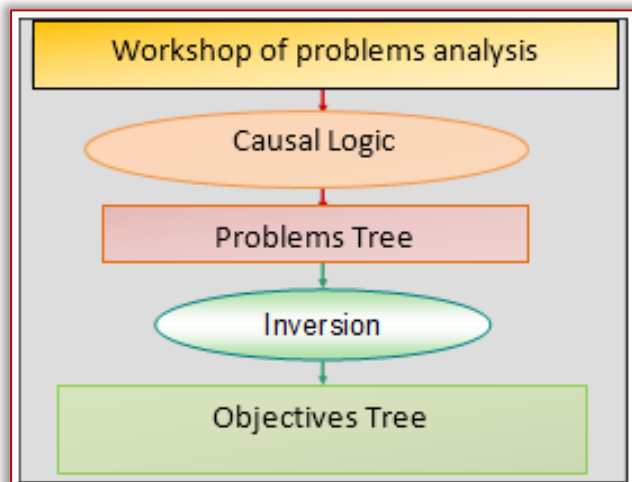 Workshop of problems analysis
Causal Logic
Problems Tree
Inversion
Objectives Tree